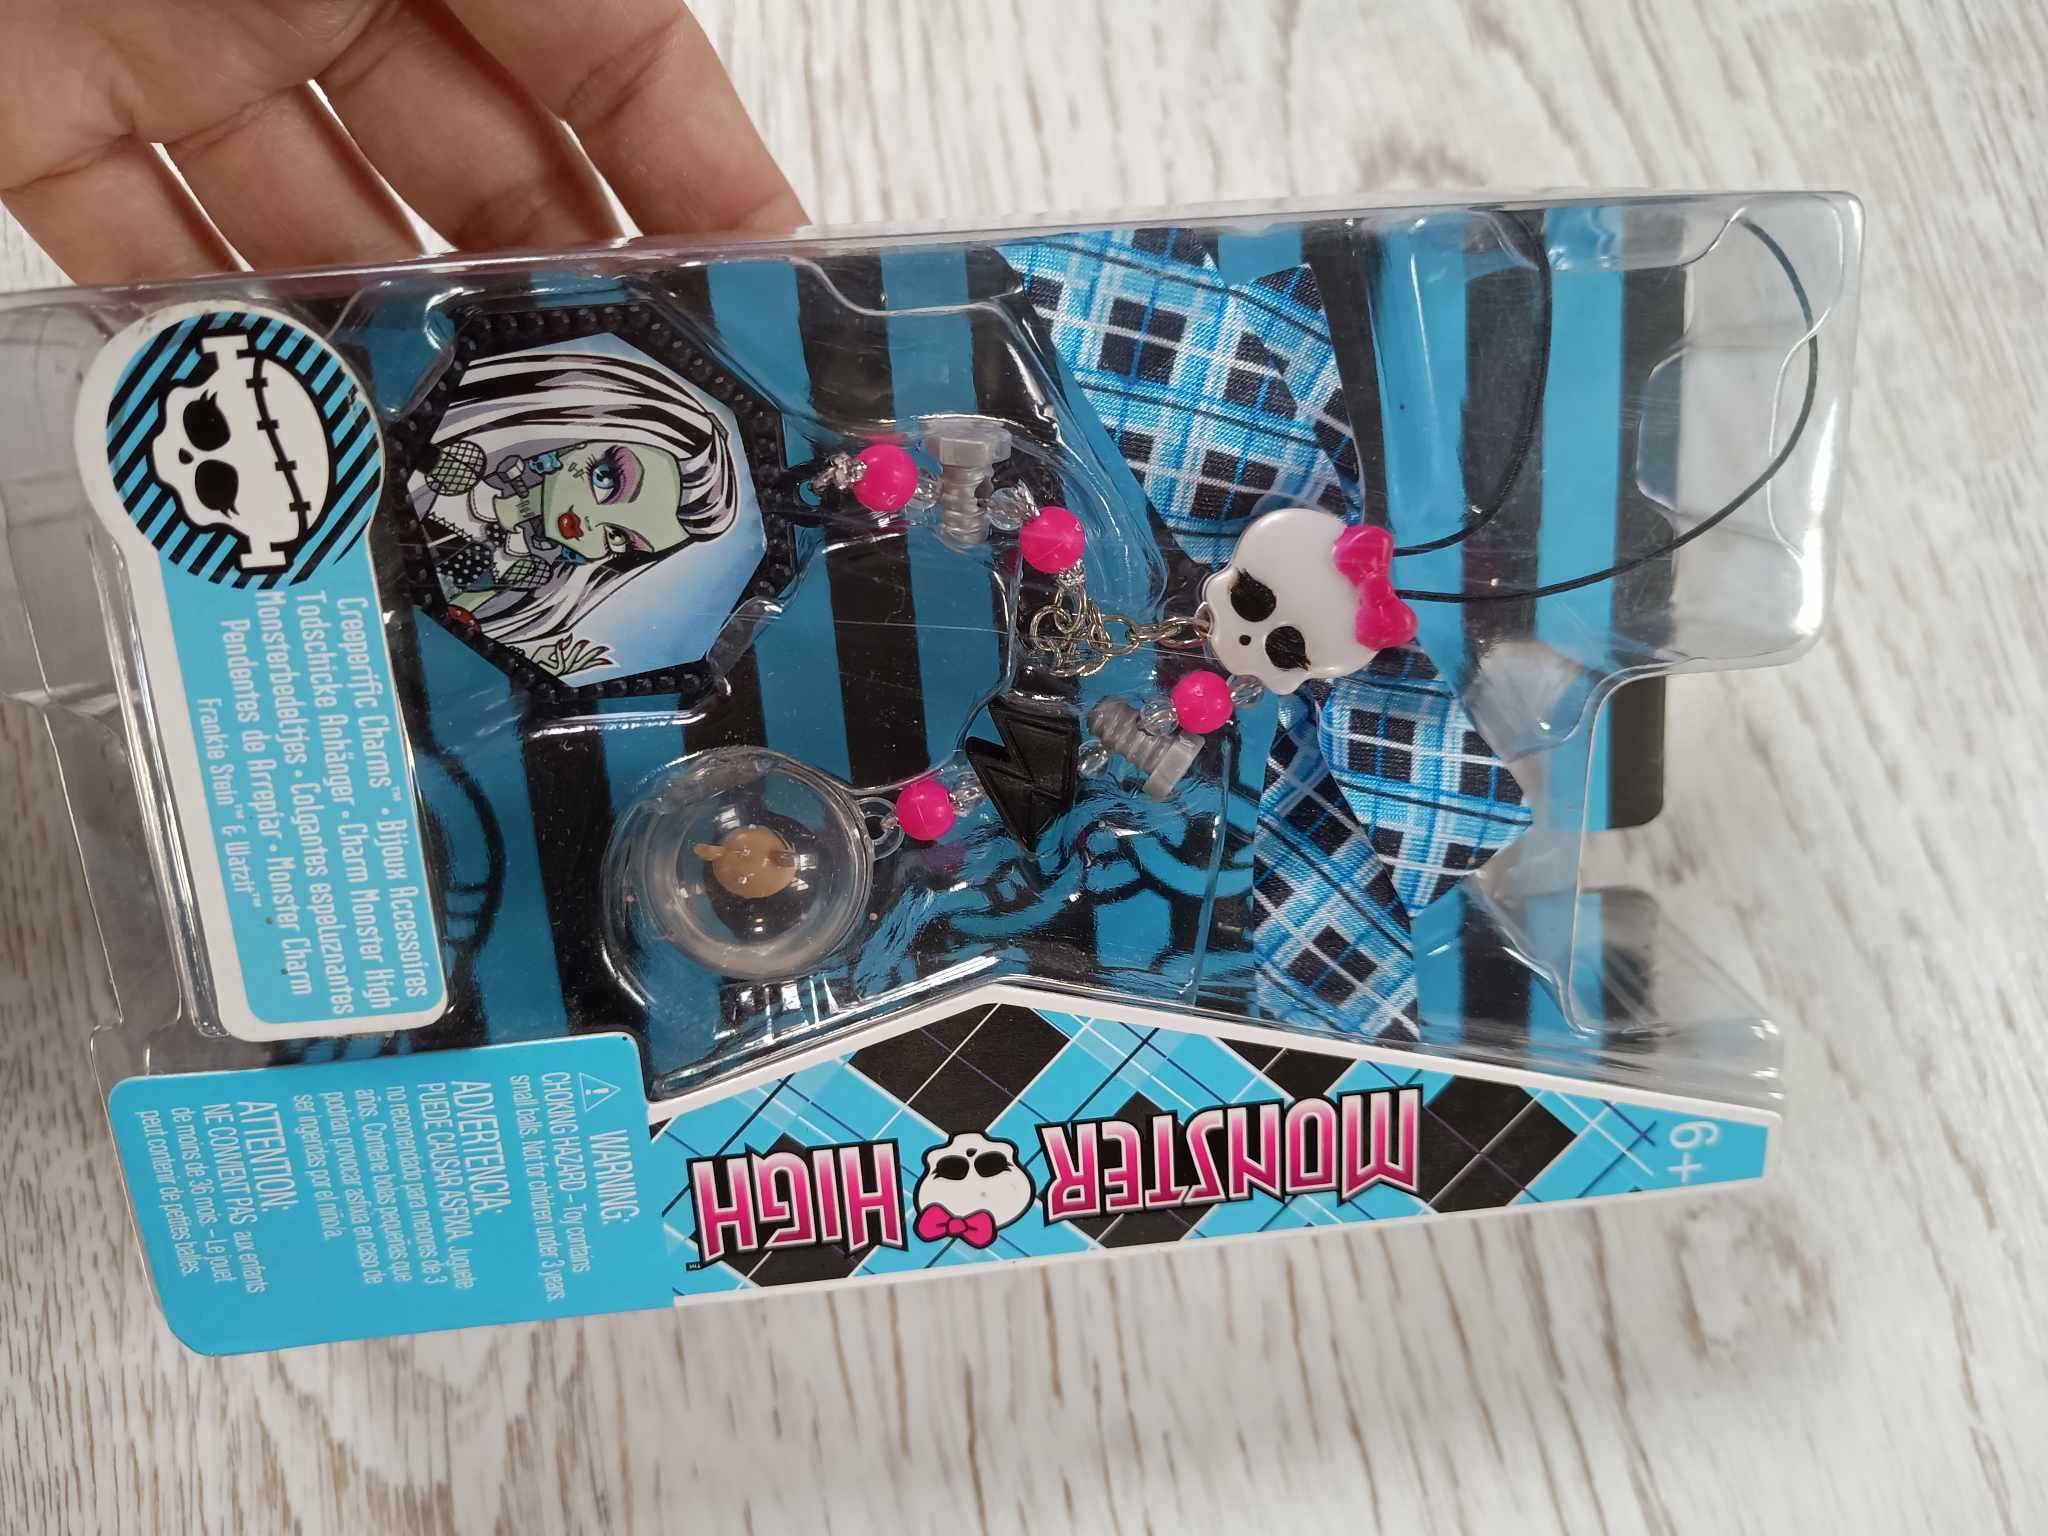 6+
MONSTER
HIGH™
WARNING:
CHOKING HAZARD – Toy contains
small balls. Not for children under 3 years.
ADVERTENCIA:
PUEDE CAUSAR ASFIXIA. Juguete
no recomendado para menores de 3
años. Contiene bolas pequeñas que
podrían provocar asfixia en caso de
ser ingeridas por el niño/a.
ATTENTION:
NE CONVIENT PAS aux enfants
de moins de 36 mois. – Le jouet
peut contenir de petites balles.
Creeperific Charms™ • Bijoux Accessoires
Todschicke Anhänger • Charm Monster High
Monsterbedeltjes • Colgantes espeluznantes
Pendentes de Arrepiar • Monster Charm
Frankie Stein™ & Watzit™